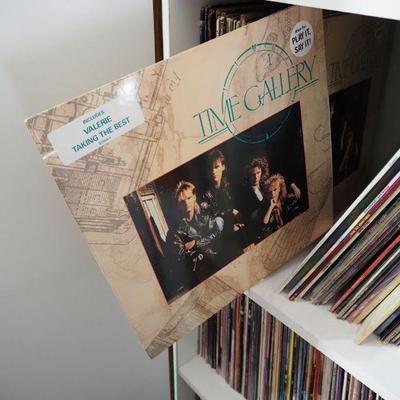 INCLUDES
VALERIE
TAKING THE BEST
PLAY IT,
SAY IT!
TIME GALLERY